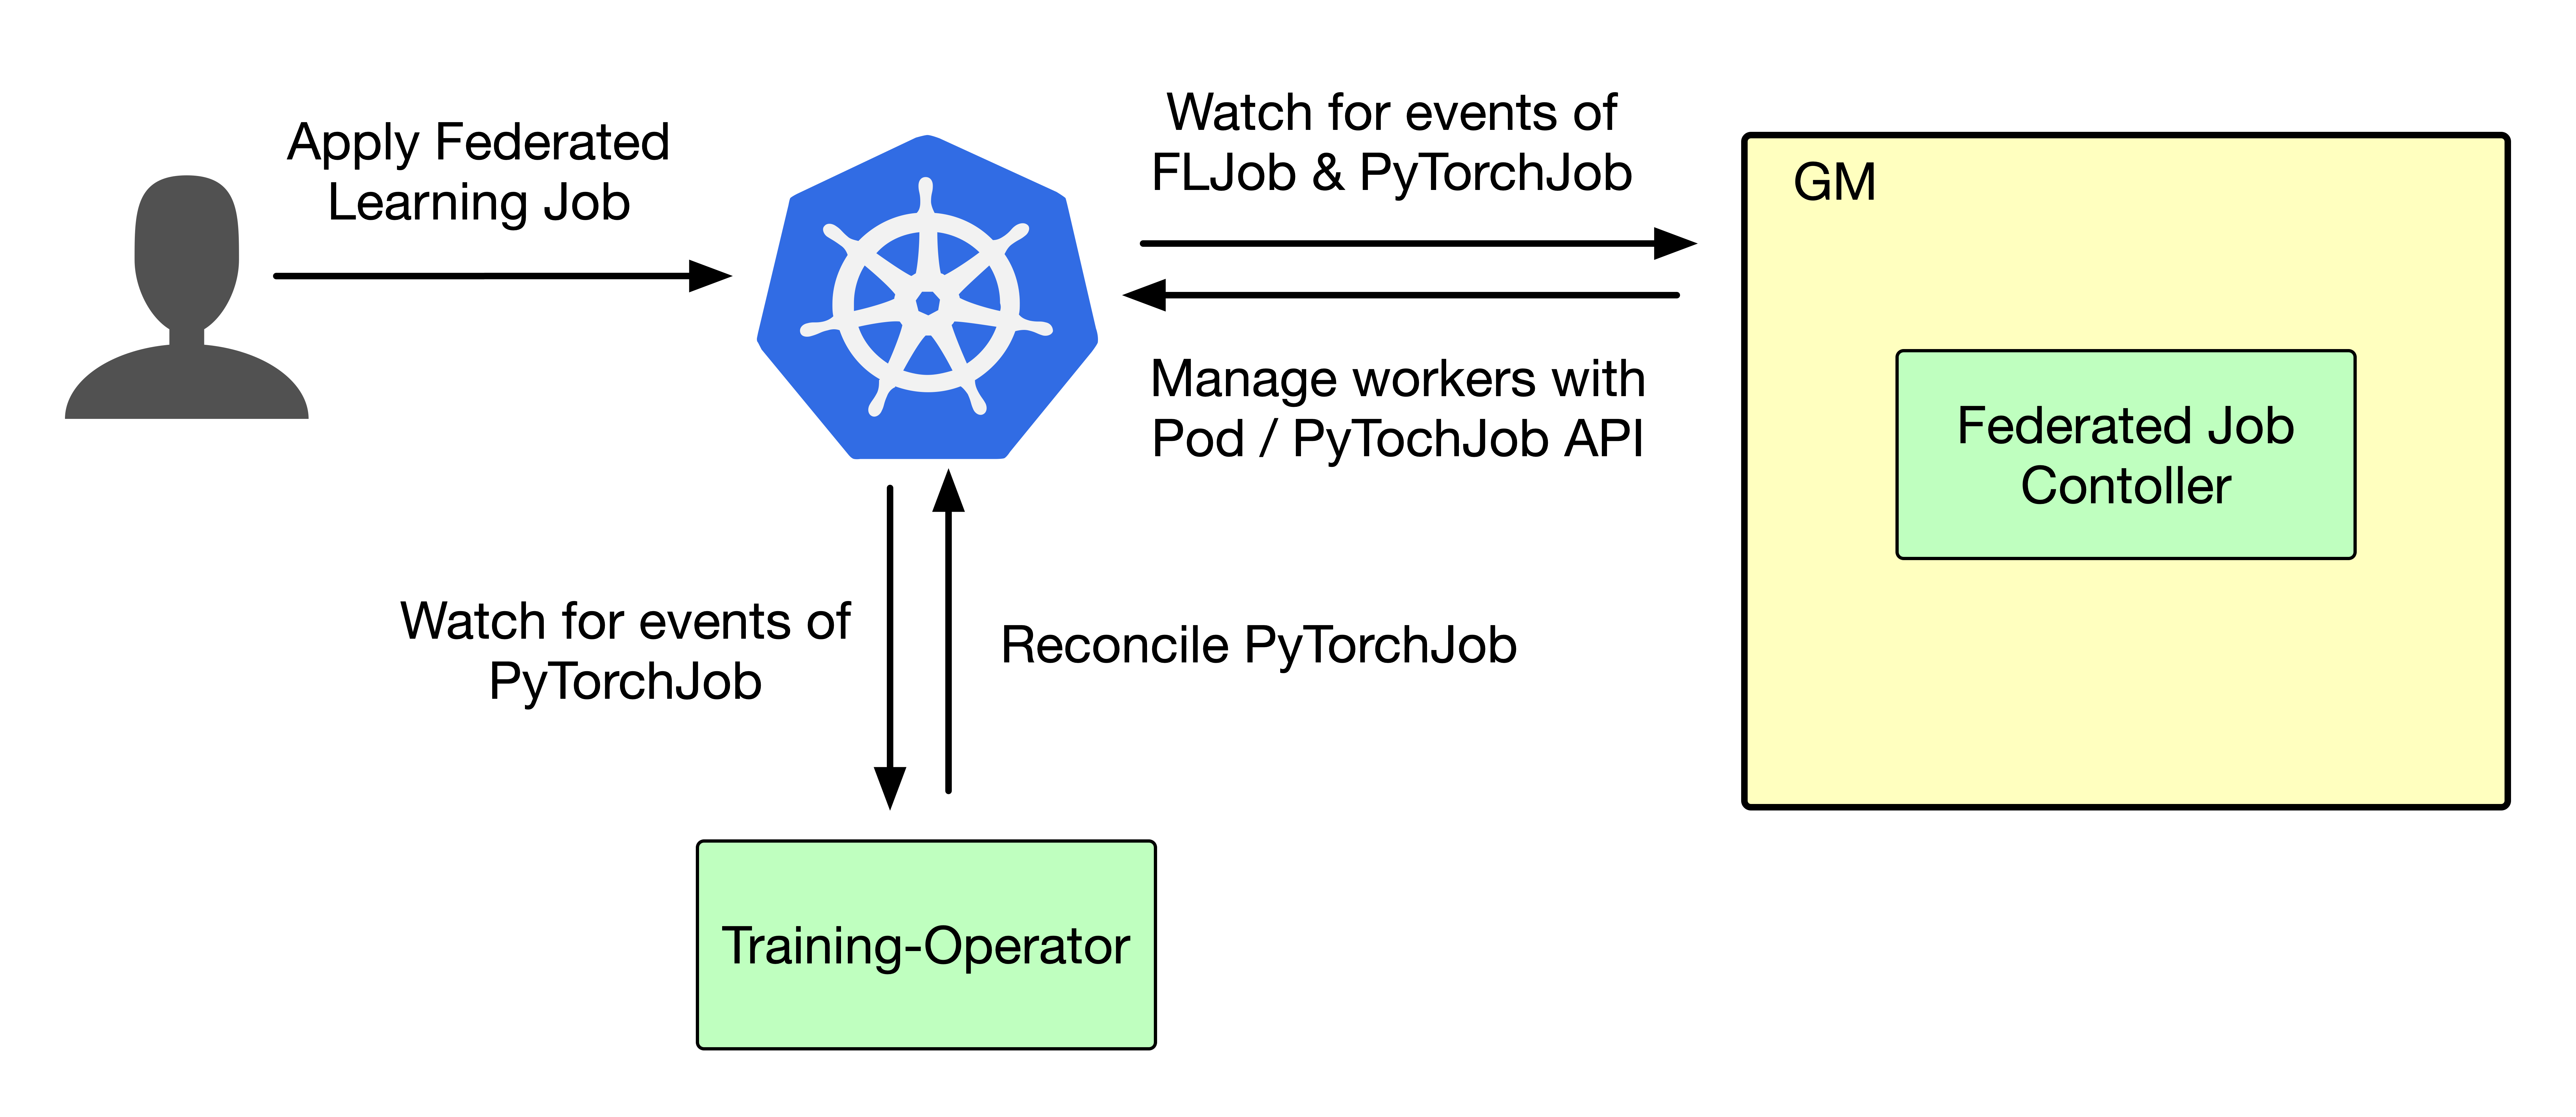 Apply Federated
Learning Job
Watch for events of
FLJob & PyTorchJob
GM
Manage workers with
Pod / PyTochJob API
Federated Job
Contoller
Watch for events of
PyTorchJob
Reconcile PyTorchJob
Training-Operator